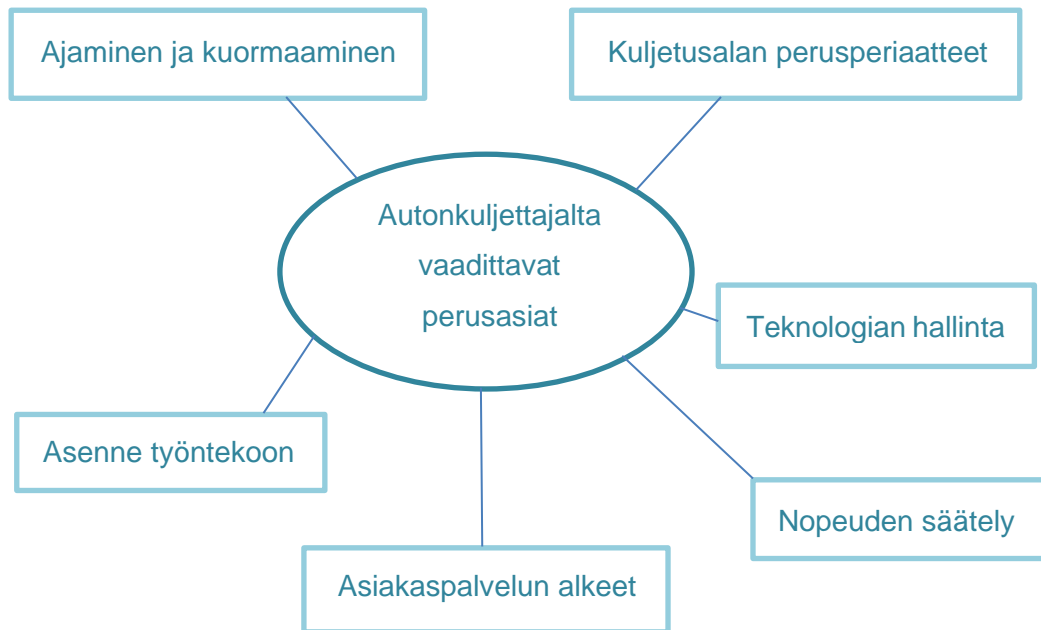 Ajaminen ja kuormaaminen
Kuljetusalan perusperiaatteet
Autonkuljettajalta
vaadittavat
perusasiat
Teknologian hallinta
Asenne työntekoon
Nopeuden säätely
Asiakaspalvelun alkeet